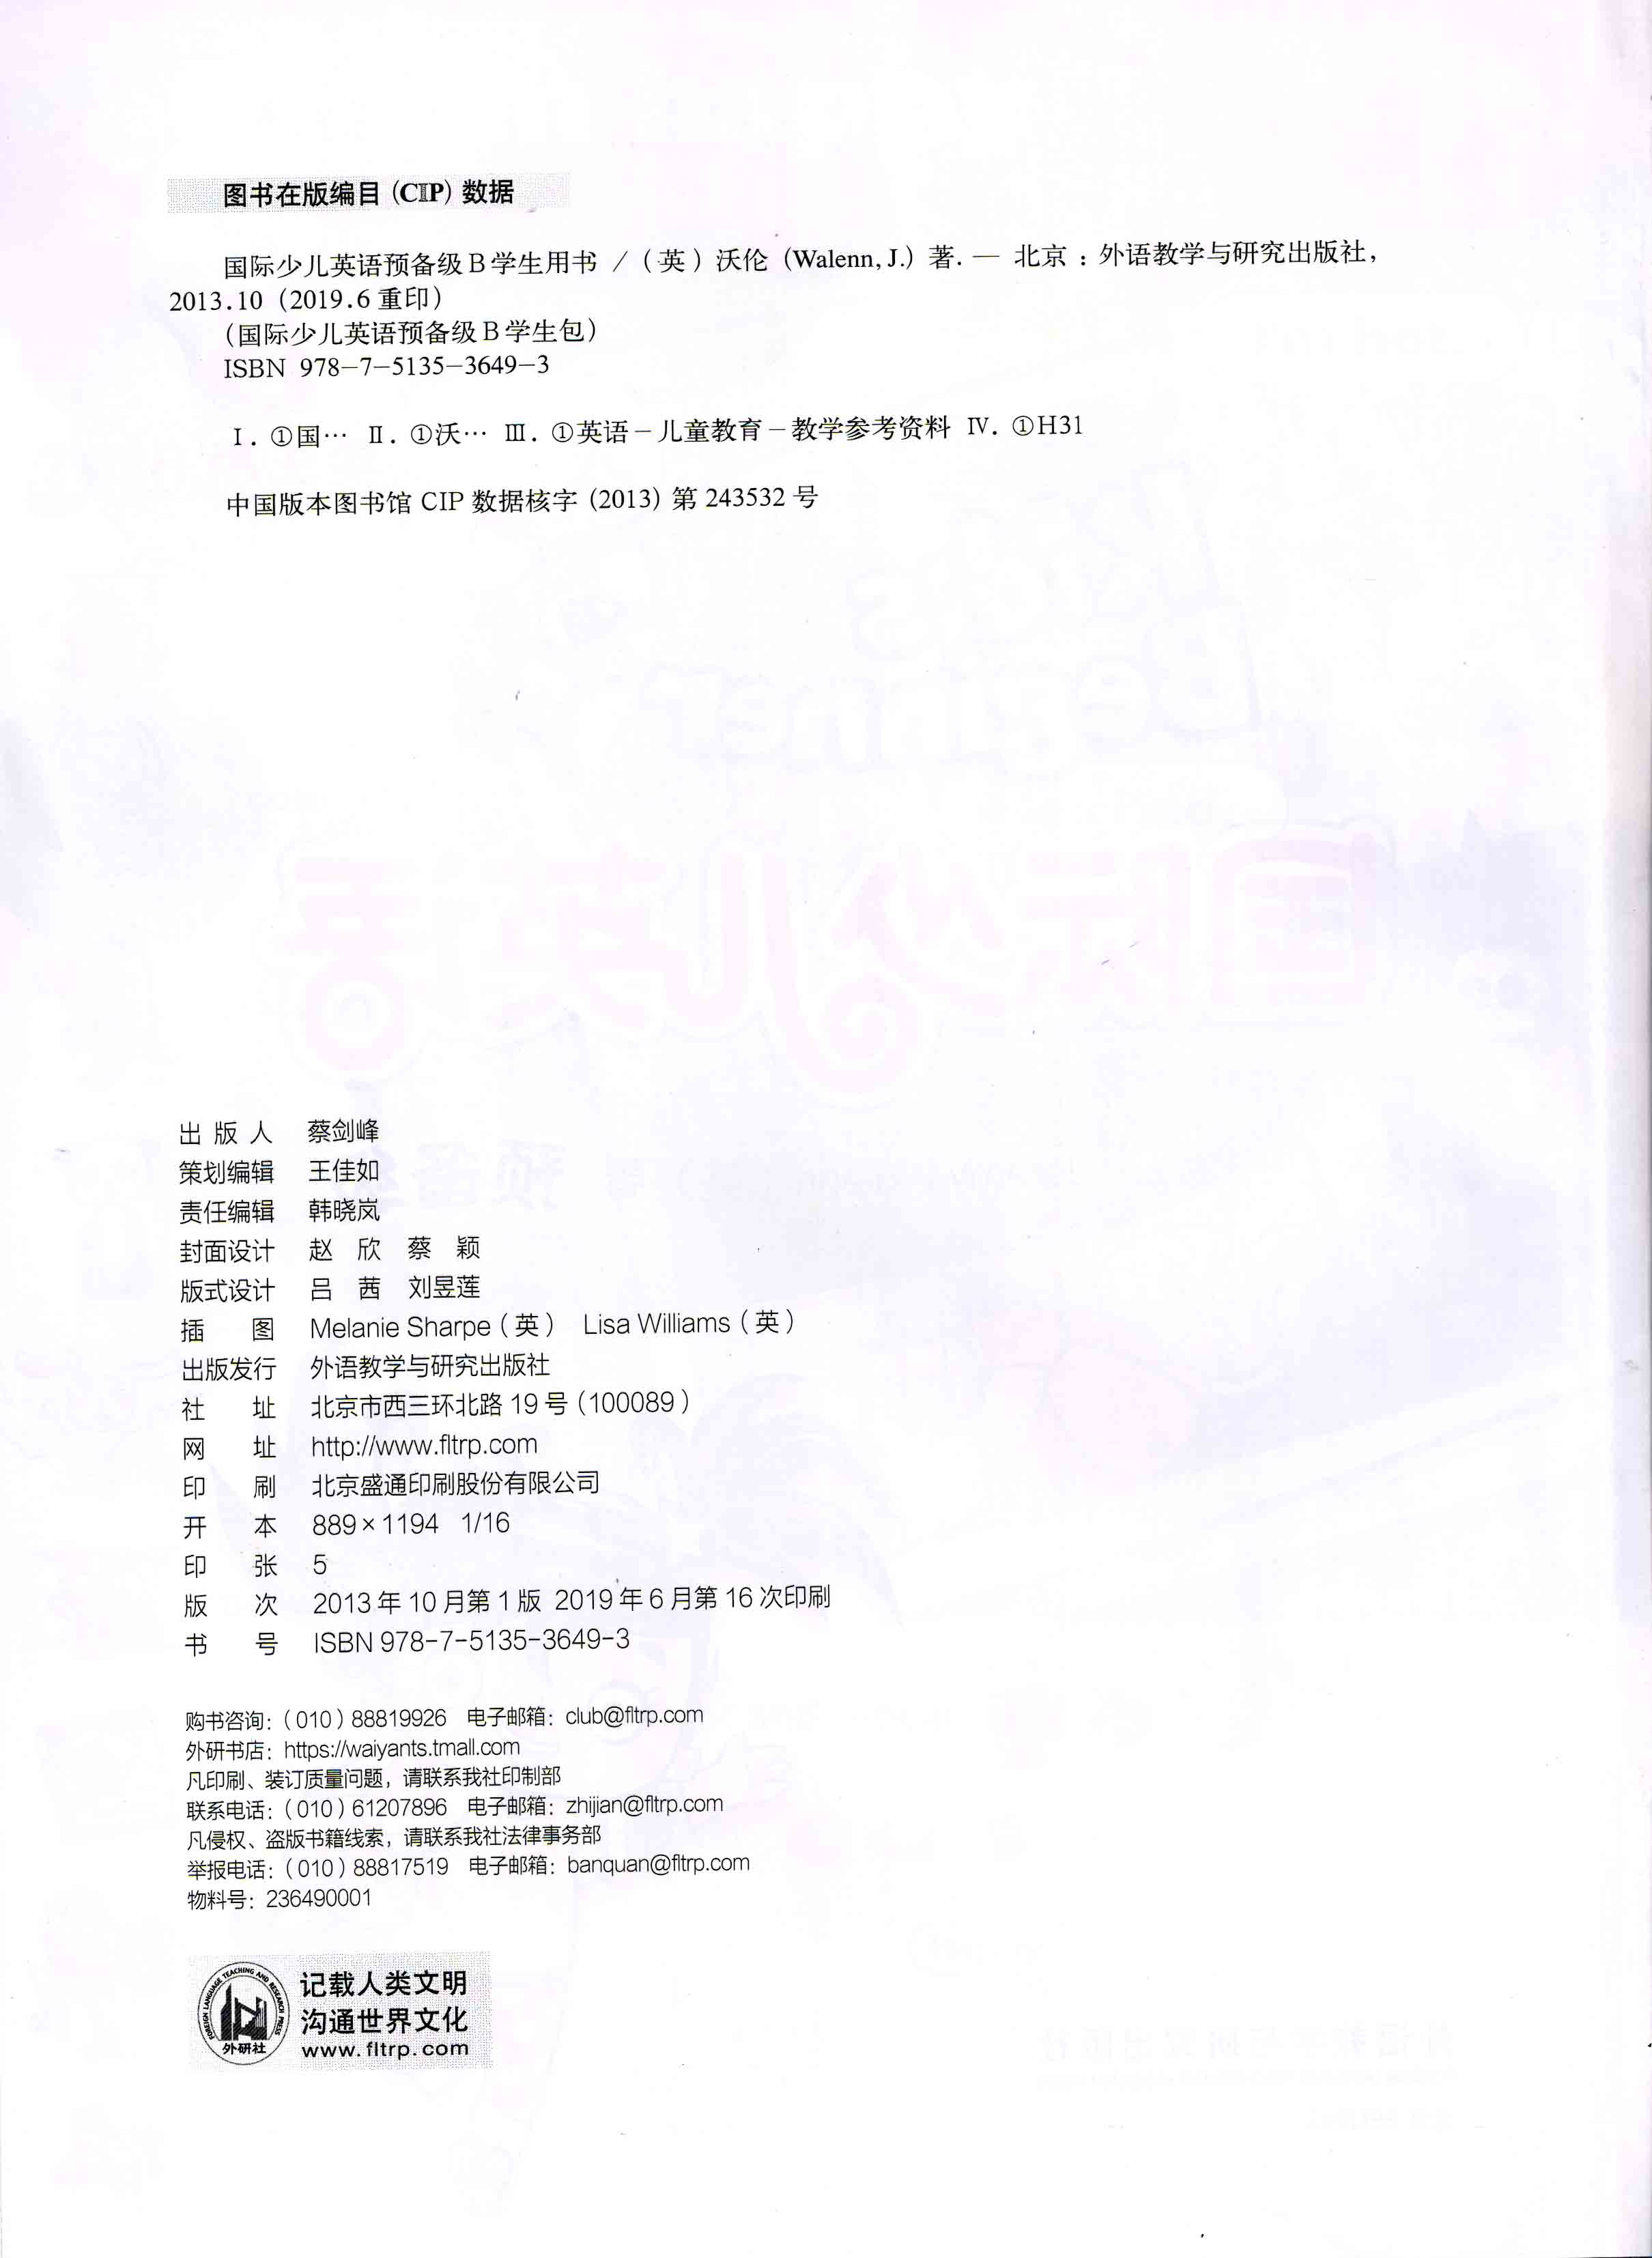 图书在版编目 (CIP) 数据
国际少儿英语预备级 B 学生用书 / （英）沃伦 (Walenn, J.) 著. — 北京 : 外语教学与研究出版社,
2013.10 (2019.6 重印)
(国际少儿英语预备级 B 学生包)
ISBN 978-7-5135-3649-3
Ⅰ. ①国… Ⅱ. ①沃… Ⅲ. ①英语-儿童教育-教学参考资料 Ⅳ. ①H31
中国版本图书馆 CIP 数据核字 (2013) 第 243532 号
出 版 人 蔡剑峰
策划编辑 王佳如
责任编辑 韩晓岚
封面设计 赵 欣 蔡 颖
版式设计 吕 茜 刘昱莲
插 图 Melanie Sharpe（英） Lisa Williams（英）
出版发行 外语教学与研究出版社
社 址 北京市西三环北路 19 号（100089）
网 址 http://www.fltrp.com
印 刷 北京盛通印刷股份有限公司
开 本 889×1194 1/16
印 张 5
版 次 2013 年 10 月第 1 版 2019 年 6 月第 16 次印刷
书 号 ISBN 978-7-5135-3649-3
购书咨询：（010）88819926 电子邮箱：club@fltrp.com
外研书店：https://waiyants.tmall.com
凡印刷、装订质量问题，请联系我社印制部
联系电话：（010）61207896 电子邮箱：zhijian@fltrp.com
凡侵权、盗版书籍线索，请联系我社法律事务部
举报电话：（010）88817519 电子邮箱：banquan@fltrp.com
物料号：236490001
FOREIGN LANGUAGE TEACHING AND RESEARCH PRESS
外研社
记载人类文明
沟通世界文化
www.fltrp.com